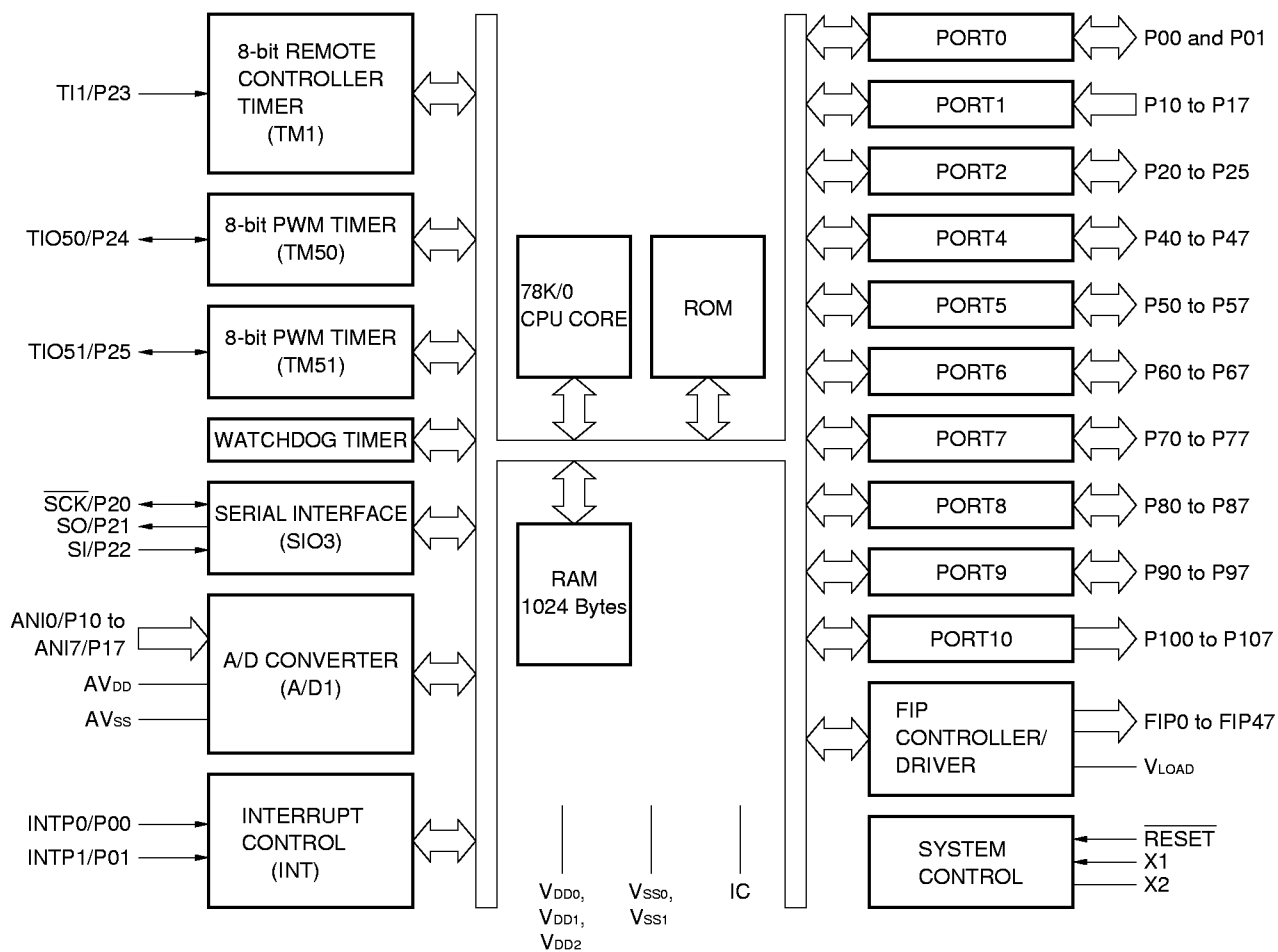 8-bit REMOTE
CONTROLLER
TIMER
(TM1)
TI1/P23
8-bit PWM TIMER
(TM50)
TIO50/P24
8-bit PWM TIMER
(TM51)
TIO51/P25
WATCHDOG TIMER
SCK/P20
SO/P21
SI/P22
SERIAL INTERFACE
(SIO3)
ANI0/P10 to
ANI7/P17
AVDD
AVSS
A/D CONVERTER
(A/D1)
INTP0/P00
INTP1/P01
INTERRUPT
CONTROL
(INT)
78K/0
CPU CORE
ROM
RAM
1024 Bytes
VDD0,
VDD1,
VDD2
VSS0,
VSS1
IC
PORT0
P00 and P01
PORT1
P10 to P17
PORT2
P20 to P25
PORT4
P40 to P47
PORT5
P50 to P57
PORT6
P60 to P67
PORT7
P70 to P77
PORT8
P80 to P87
PORT9
P90 to P97
PORT10
P100 to P107
FIP
CONTROLLER/
DRIVER
FIP0 to FIP47
VLOAD
SYSTEM
CONTROL
RESET
X1
X2